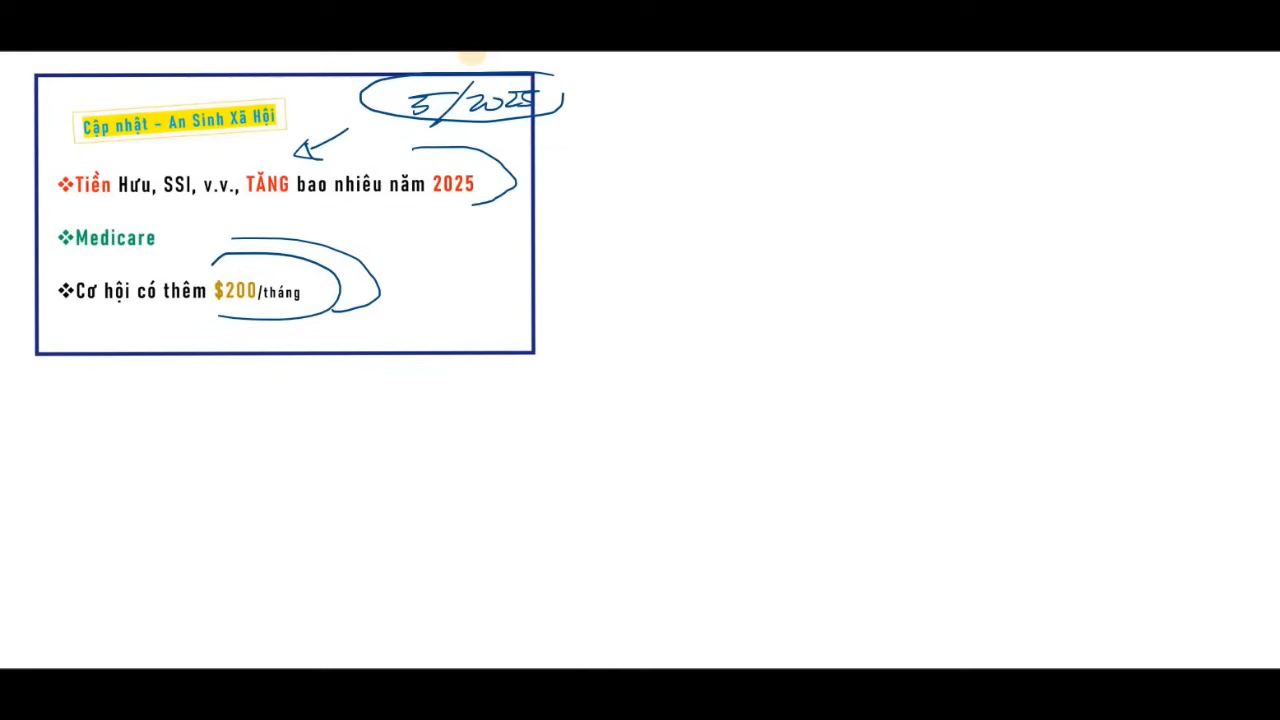 5/2025
Cập nhật – An Sinh Xã Hội
❖Tiền Hưu, SSI, v.v., TĂNG bao nhiêu năm 2025
❖Medicare
❖Cơ hội có thêm $200/tháng